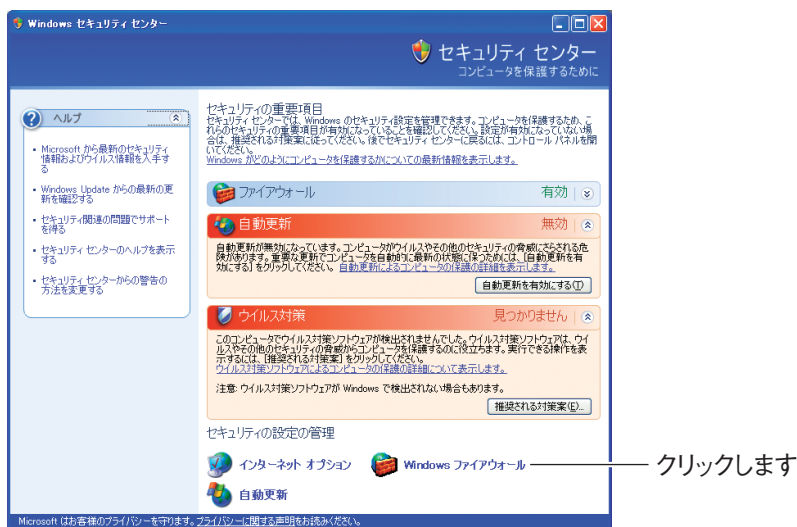 Windows セキュリティ センター
セキュリティ センター
コンピュータを保護するために
ヘルプ
• Microsoft から最新のセキュリティ
情報およびウイルス情報を入手す
る
• Windows Update からの最新の更
新を確認する
• セキュリティ関連の問題でサポート
を得る
• セキュリティ センターのヘルプを表示
する
• セキュリティ センターからの警告の
方法を変更する
セキュリティの重要項目
セキュリティ センターでは、Windows のセキュリティ設定を管理できます。コンピュータを保護するため、こ
れらのセキュリティの重要項目が有効になっていることを確認してください。設定が有効になっていない場
合は、推奨される対策案に従ってください。後でセキュリティ センターに戻るには、コントロール パネルを開
いてください。
Windows がどのようにコンピュータを保護するかについての最新情報を表示します。
ファイアウォール 有効
自動更新 無効
自動更新が無効になっています。コンピュータがウイルスやその他のセキュリティの脅威にさらされる危
険があります。重要な更新でコンピュータを自動的に最新の状態に保つためには、[自動更新を有
効にする] をクリックしてください。 自動更新によるコンピュータの保護の詳細を表示します。
自動更新を有効にする(T)
ウイルス対策 見つかりません
このコンピュータでウイルス対策ソフトウェアが検出されませんでした。ウイルス対策ソフトウェアは、ウイ
ルスやその他のセキュリティの脅威からコンピュータを保護するのに役立ちます。実行できる操作を表
示するには、[推奨される対策案] をクリックしてください。
ウイルス対策ソフトウェアによるコンピュータの保護の詳細について表示します。
注意: ウイルス対策ソフトウェアが Windows で検出されない場合もあります。
推奨される対策案(E)...
セキュリティの設定の管理
インターネット オプション Windows ファイアウォール クリックします
自動更新
Microsoft はお客様のプライバシーを守ります。プライバシーに関する声明をお読みください。